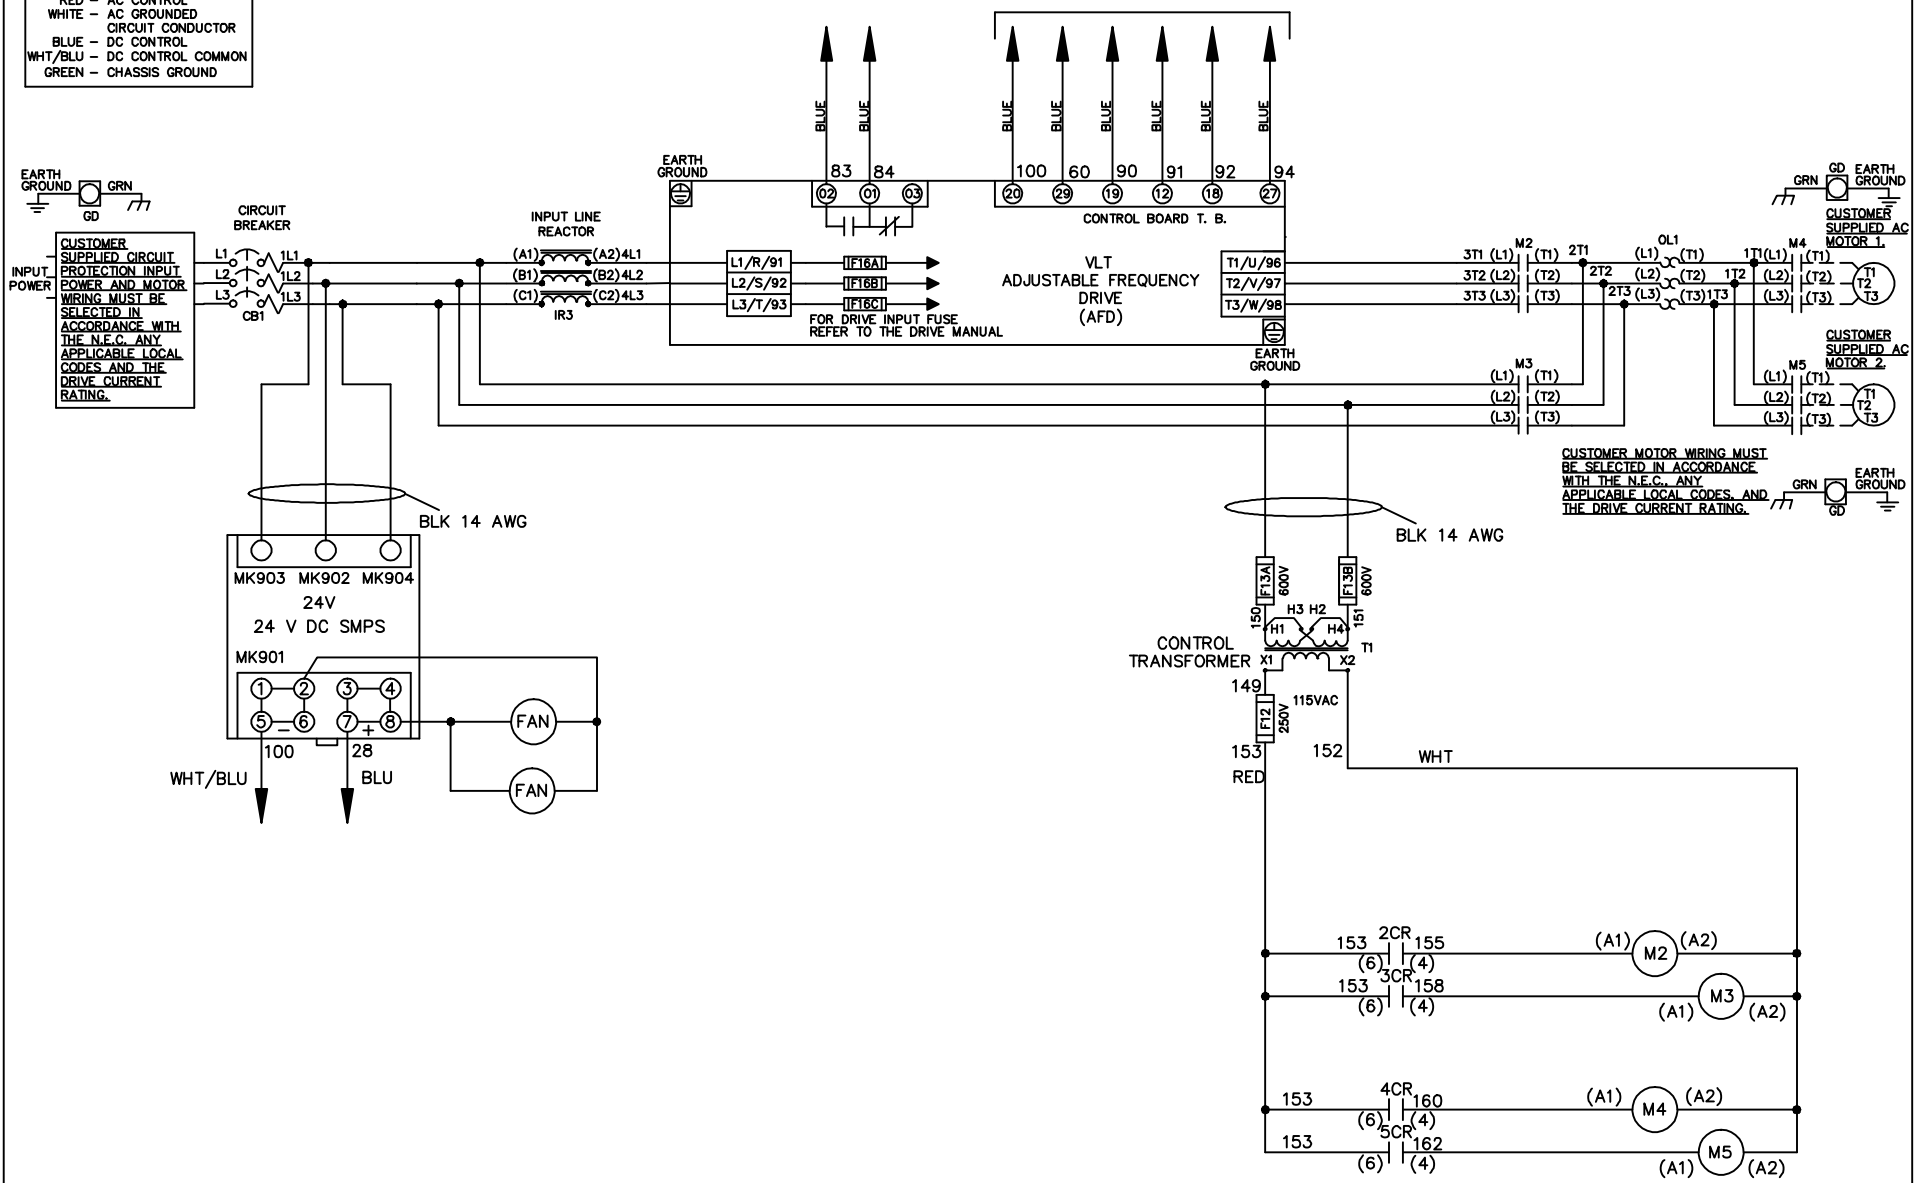 RED – AC CONTROL
WHITE – AC GROUNDED
CIRCUIT CONDUCTOR
BLUE – DC CONTROL
WHT/BLU – DC CONTROL COMMON
GREEN – CHASSIS GROUND
BLUE
BLUE
BLUE
BLUE
BLUE
BLUE
BLUE
BLUE
EARTH
GROUND
GRN
GD
CIRCUIT
BREAKER
INPUT LINE
REACTOR
EARTH
GROUND
83 84
02 01 03
100 60 90 91 92 94
20 29 19 12 18 27
CONTROL BOARD T. B.
INPUT
POWER
CUSTOMER
SUPPLIED CIRCUIT
PROTECTION INPUT
POWER AND MOTOR
WIRING MUST BE
SELECTED IN
ACCORDANCE WITH
THE N.E.C. ANY
APPLICABLE LOCAL
CODES AND THE
DRIVE CURRENT
RATING.
L1 1L1
L2 1L2
L3 1L3
CB1
(A1) (A2) 4L1
(B1) (B2) 4L2
(C1) (C2) 4L3
IR3
L1/R/91 F16A
L2/S/92 F16B
L3/T/93 F16C
FOR DRIVE INPUT FUSE
REFER TO THE DRIVE MANUAL
VLT
ADJUSTABLE FREQUENCY
DRIVE
(AFD)
T1/U/96
T2/V/97
T3/W/98
EARTH
GROUND
M2
3T1 (L1) (T1) 2T1
3T2 (L2) (T2) 2T2
3T3 (L3) (T3) 2T3
OL1
(L1) (T1) 1T1
(L2) (T2) 1T2
(L3) (T3) 1T3
M4
(L1) (T1)
(L2) (T2)
(L3) (T3)
T1
T2
T3
GRN
GD
EARTH
GROUND
CUSTOMER
SUPPLIED AC
MOTOR 1.
CUSTOMER
SUPPLIED AC
MOTOR 2.
M3
(L1) (T1)
(L2) (T2)
(L3) (T3)
M5
(L1) (T1)
(L2) (T2)
(L3) (T3)
T1
T2
T3
CUSTOMER MOTOR WIRING MUST
BE SELECTED IN ACCORDANCE
WITH THE N.E.C., ANY
APPLICABLE LOCAL CODES, AND
THE DRIVE CURRENT RATING.
GRN
GD
EARTH
GROUND
BLK 14 AWG
BLK 14 AWG
MK903 MK902 MK904
24V
24 V DC SMPS
MK901
1 2 3 4
5 6 7 8
– +
100 28
WHT/BLU BLU
FAN
FAN
F13A
600V
F13B
600V
150
151
H3 H2
H1 H4
T1
CONTROL
TRANSFORMER
X1 X2
149
115VAC
F12
250V
153
RED
152
WHT
2CR
153 155
(6) (4)
(A1) M2 (A2)
3CR
153 158
(6) (4)
(A1) M3 (A2)
4CR
153 160
(6) (4)
(A1) M4 (A2)
5CR
153 162
(6) (4)
(A1) M5 (A2)